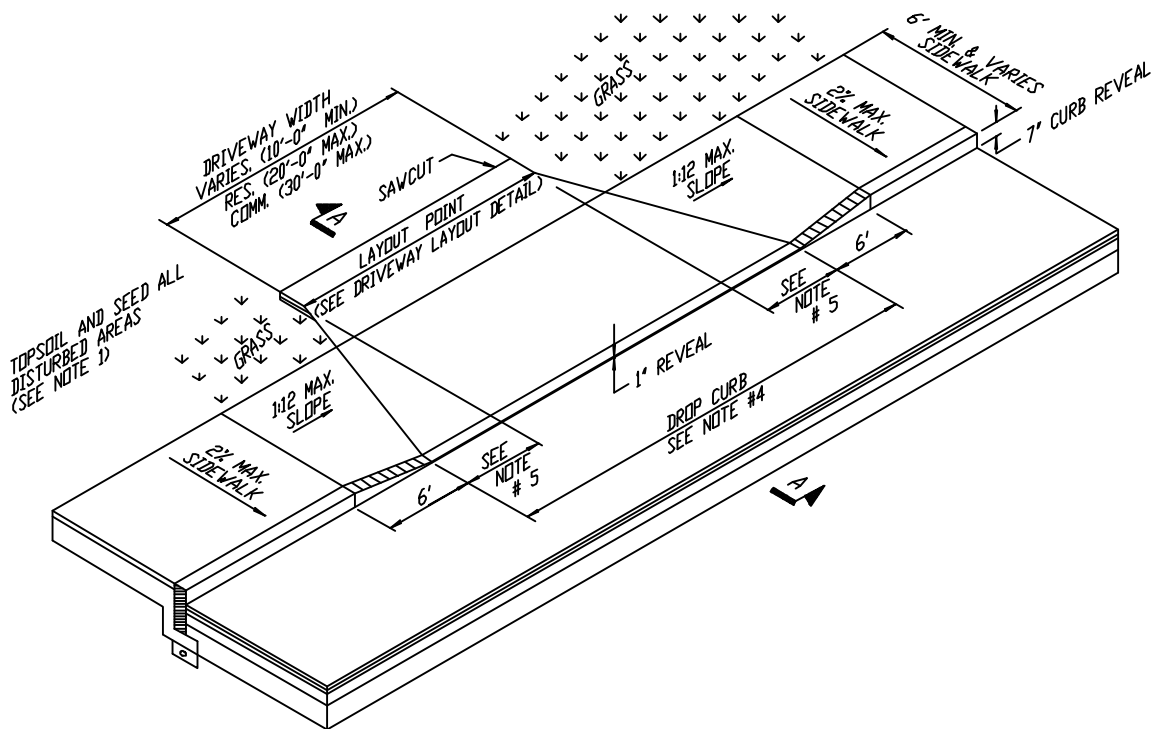 6' MIN. & VARIES
SIDEWALK
7" CURB REVEAL
GRASS
2% MAX.
SIDEWALK
DRIVEWAY WIDTH
VARIES. (10'-0" MIN.)
RES. (20'-0" MAX.)
COMM. (30'-0" MAX.)
SAWCUT
1:12 MAX.
SLOPE
A
LAYOUT POINT
(SEE DRIVEWAY LAYOUT DETAIL)
6'
SEE
NOTE
# 5
TOPSOIL AND SEED ALL
DISTURBED AREAS
(SEE NOTE 1)
GRASS
1" REVEAL
1:12 MAX.
SLOPE
DROP CURB
SEE NOTE #4
2% MAX.
SIDEWALK
SEE
NOTE
# 5
6'
A